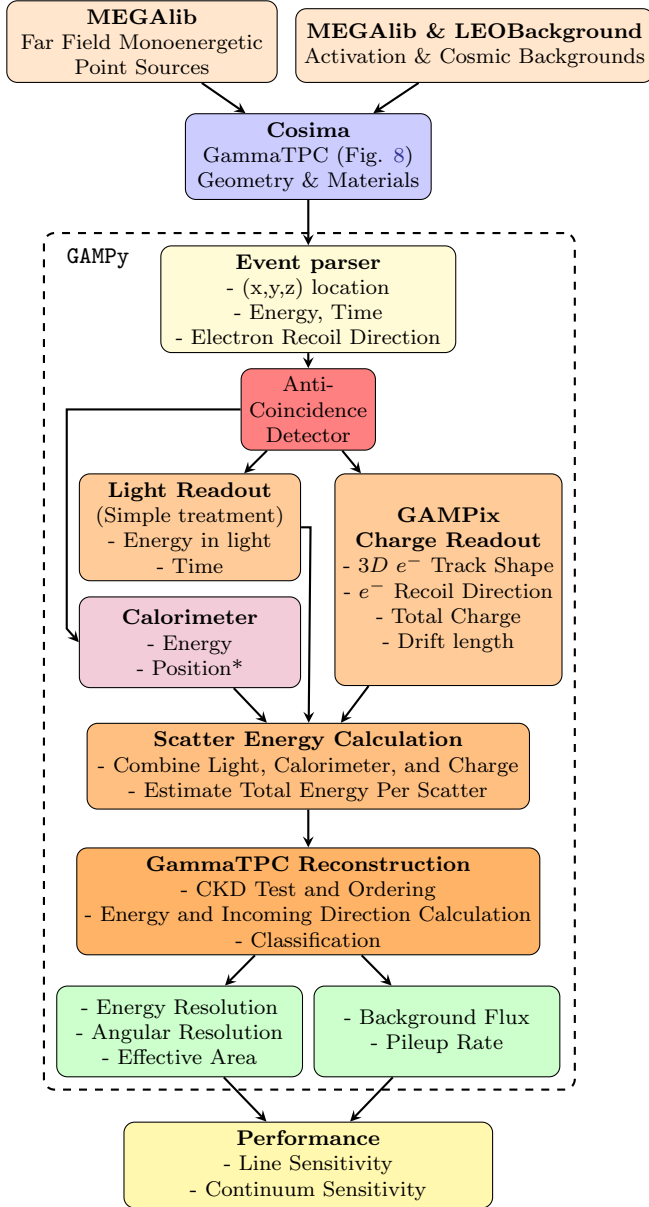 MEGAlib
Far Field Monoenergetic
Point Sources
MEGAlib & LEOBackground
Activation & Cosmic Backgrounds
Cosima
GammaTPC (Fig. 8)
Geometry & Materials
GAMPy
Event parser
- (x,y,z) location
- Energy, Time
- Electron Recoil Direction
Anti-
Coincidence
Detector
Light Readout
(Simple treatment)
- Energy in light
- Time
GAMPix
Charge Readout
- 3D e⁻ Track Shape
- e⁻ Recoil Direction
- Total Charge
- Drift length
Calorimeter
- Energy
- Position*
Scatter Energy Calculation
- Combine Light, Calorimeter, and Charge
- Estimate Total Energy Per Scatter
GammaTPC Reconstruction
- CKD Test and Ordering
- Energy and Incoming Direction Calculation
- Classification
- Energy Resolution
- Angular Resolution
- Effective Area
- Background Flux
- Pileup Rate
Performance
- Line Sensitivity
- Continuum Sensitivity